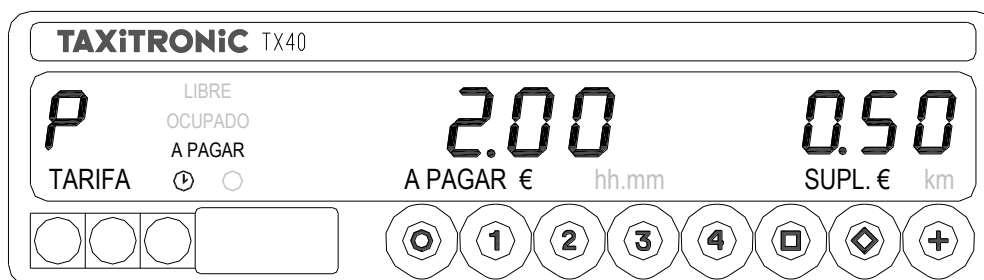 TAXiTRONiC TX40
LIBRE
OCUPADO
A PAGAR
P 2.00 0.50
TARIFA A PAGAR € hh.mm SUPL. € km
1 2 3 4